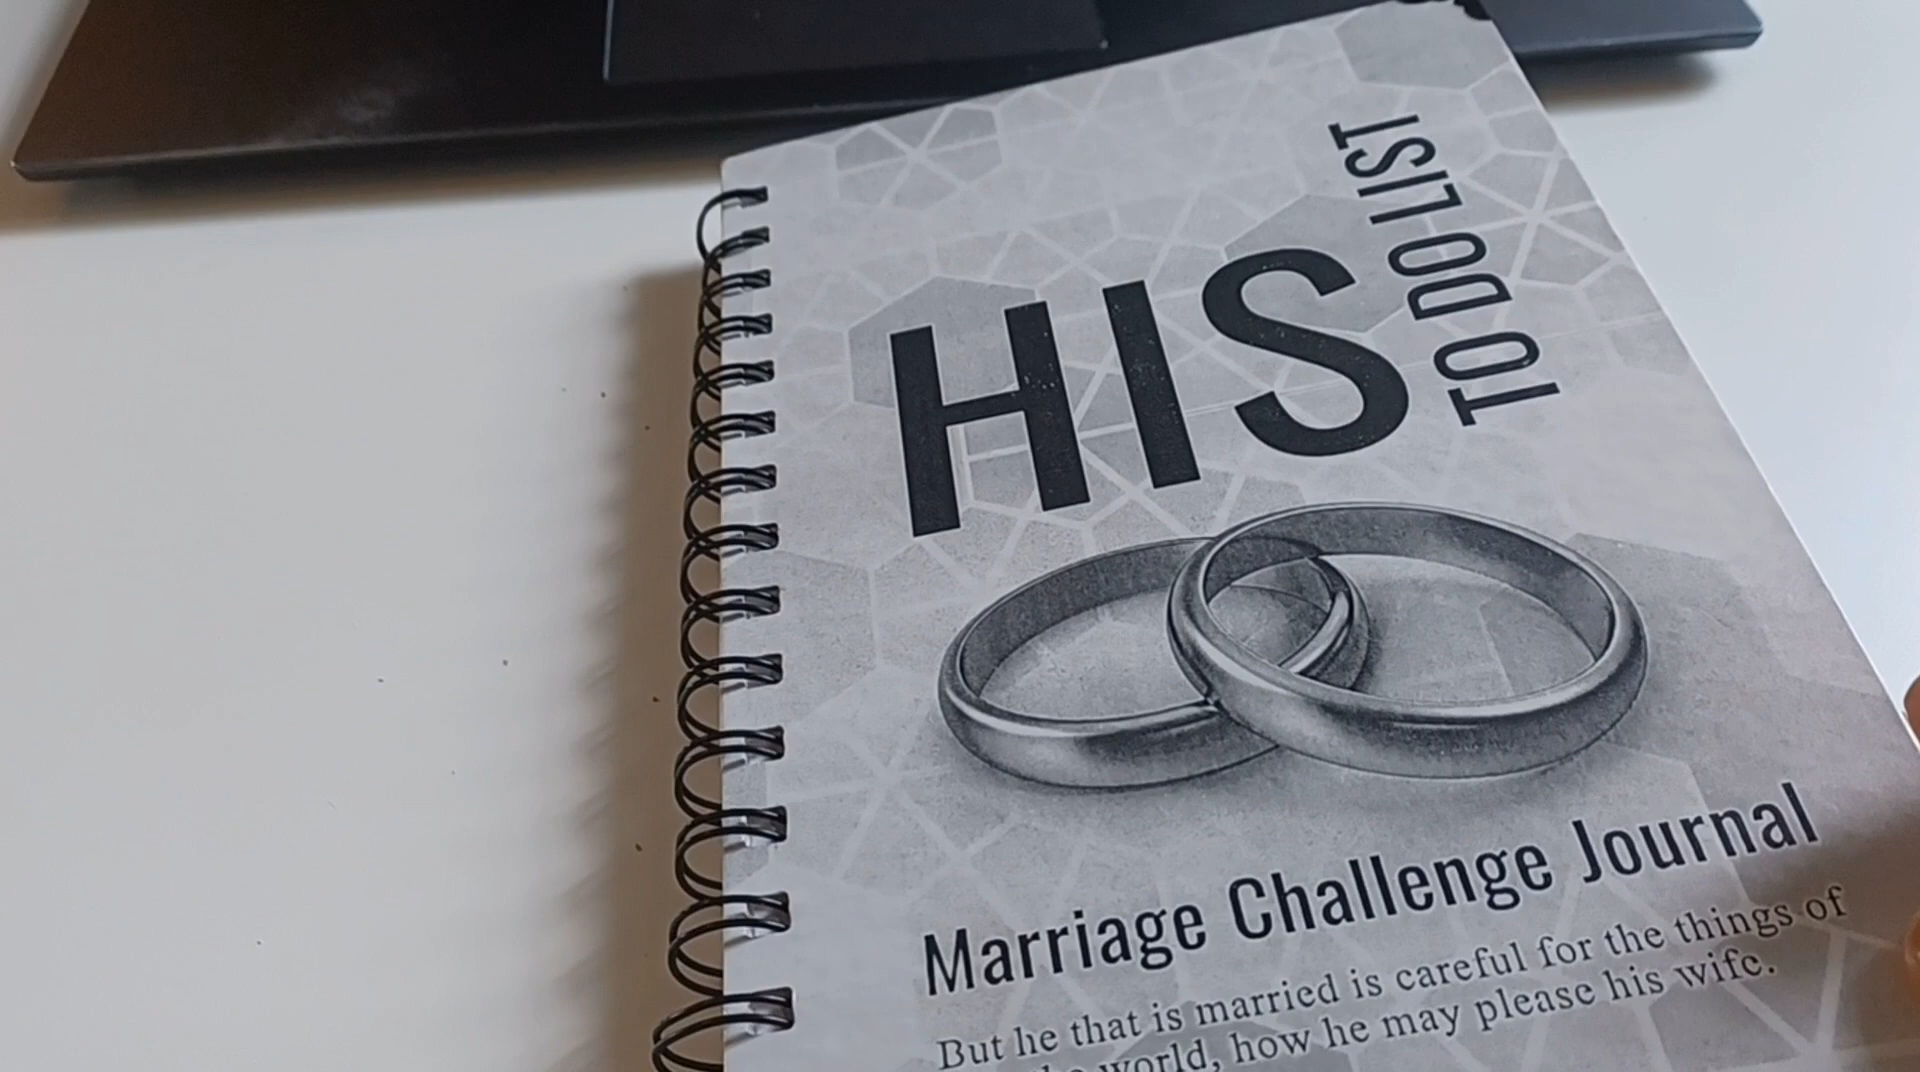 HIS
TO DO LIST
Marriage Challenge Journal
But he that is married is careful for the things of
world, how he may please his wife.